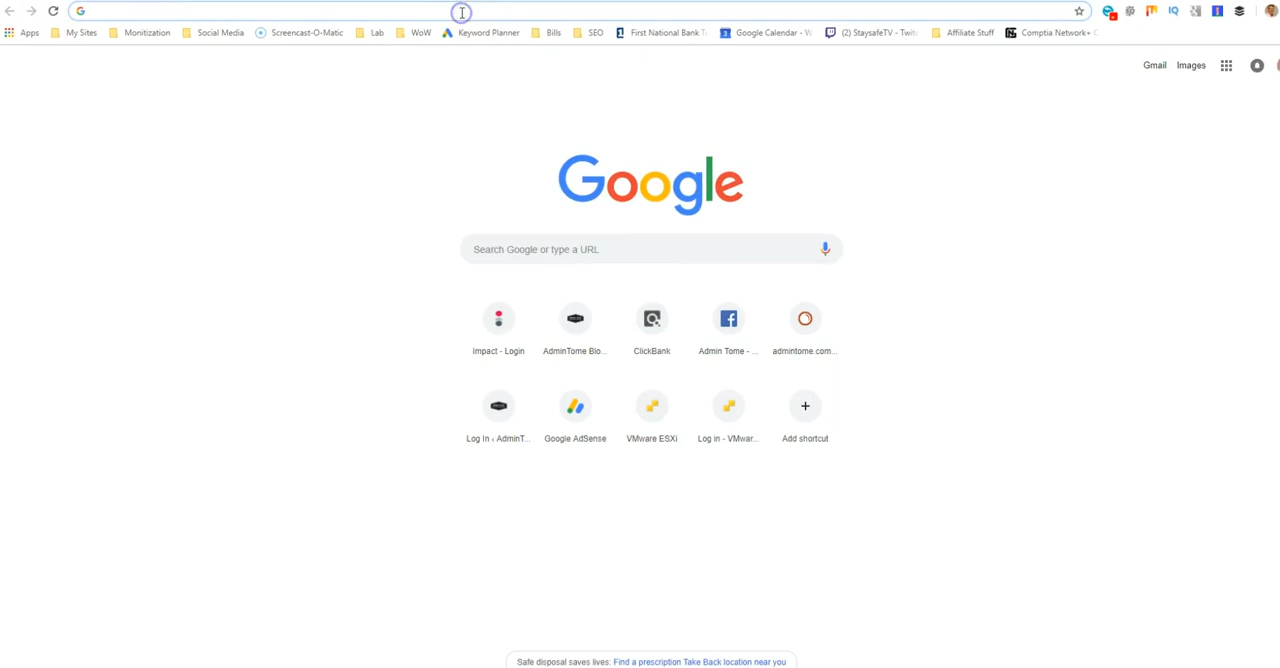 Apps My Sites Monitization Social Media Screencast-O-Matic Lab WoW Keyword Planner Bills SEO First National Bank T Google Calendar - W (2) StaysafeTV - Twit Affiliate Stuff Comptia Network+ C
Gmail Images
Google
Search Google or type a URL
Impact - Login AdminTome Blo... ClickBank Admin Tome - ... admintome.com...
Log In ‹ AdminT... Google AdSense VMware ESXi Log in - VMwar... Add shortcut
Safe disposal saves lives: Find a prescription Take Back location near you